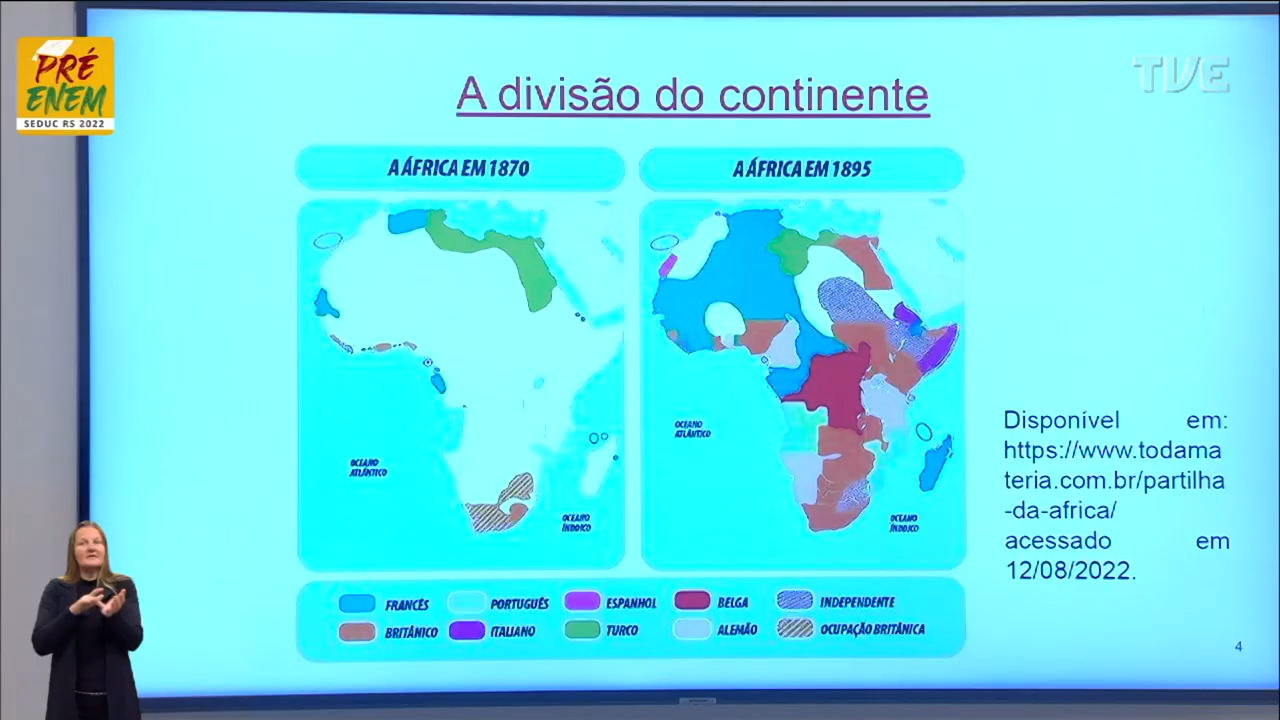 PRÉ
ENEM
SEDUC RS 2022
TVE
A divisão do continente
A ÁFRICA EM 1870
A ÁFRICA EM 1895
OCEANO
ATLÂNTICO
OCEANO
ÍNDICO
OCEANO
ATLÂNTICO
OCEANO
ÍNDICO
FRANCÊS
PORTUGUÊS
ESPANHOL
BELGA
INDEPENDENTE
BRITÂNICO
ITALIANO
TURCO
ALEMÃO
OCUPAÇÃO BRITÂNICA
Disponível em:
https://www.todama
teria.com.br/partilha
-da-africa/
acessado em
12/08/2022.
4